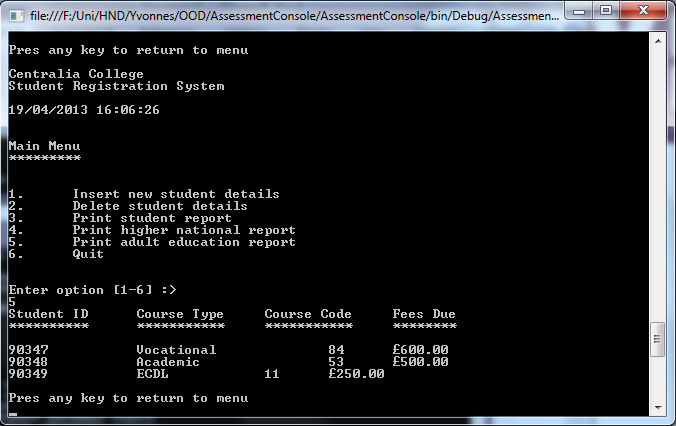 file:///F:/Uni/HND/Yvonnes/OOD/AssessmentConsole/AssessmentConsole/bin/Debug/Assessmen...
Pres any key to return to menu
Centralia College
Student Registration System
19/04/2013 16:06:26
Main Menu
*********
1. Insert new student details
2. Delete student details
3. Print student report
4. Print higher national report
5. Print adult education report
6. Quit
Enter option [1-6] :>
5
Student ID Course Type Course Code Fees Due
********** *********** *********** ********
90347 Vocational 84 £600.00
90348 Academic 53 £500.00
90349 ECDL 11 £250.00
Pres any key to return to menu